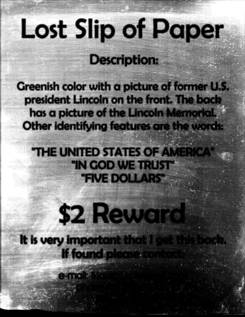 Lost Slip of Paper
Description:
Greenish color with a picture of former U.S.
president Lincoln on the front. The back
has a picture of the Lincoln Memorial.
Other identifying features are the words:
"THE UNITED STATES OF AMERICA"
"IN GOD WE TRUST"
"FIVE DOLLARS"
$2 Reward
It is very important that I get this back.
If found please contact:
e-mail: